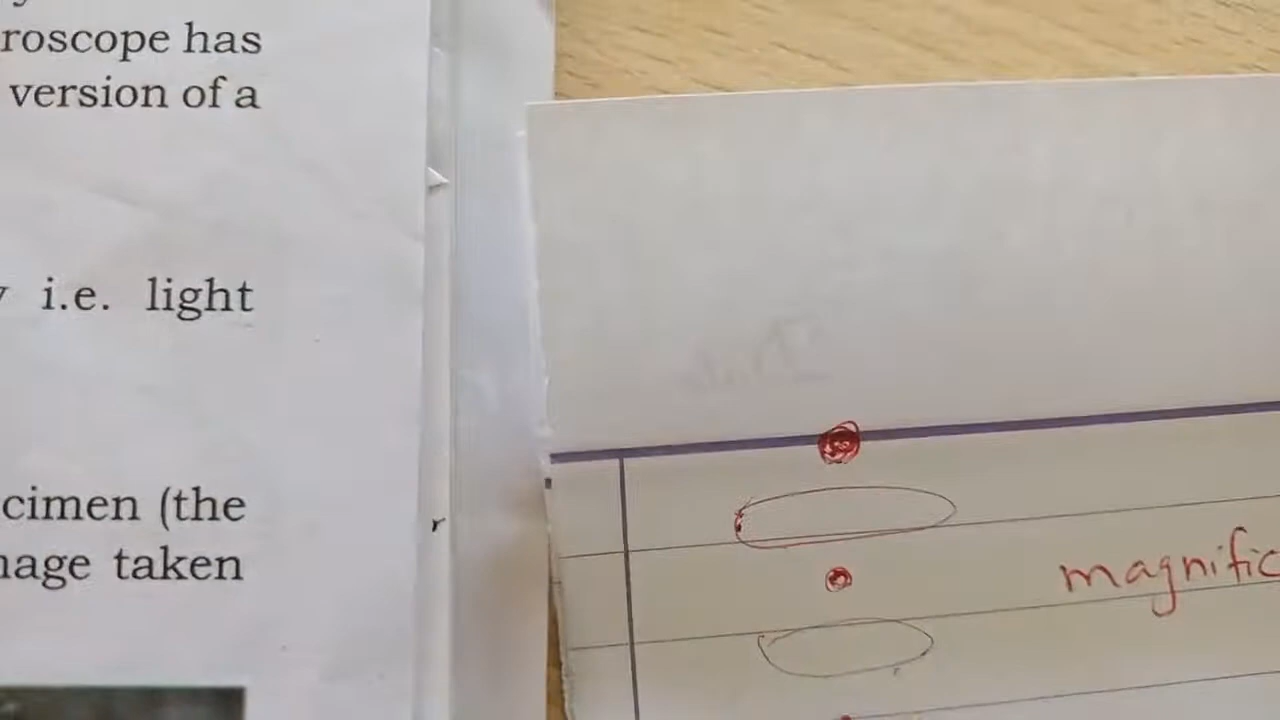 roscope has
version of a
i.e. light
cimen (the
nage taken
magnific